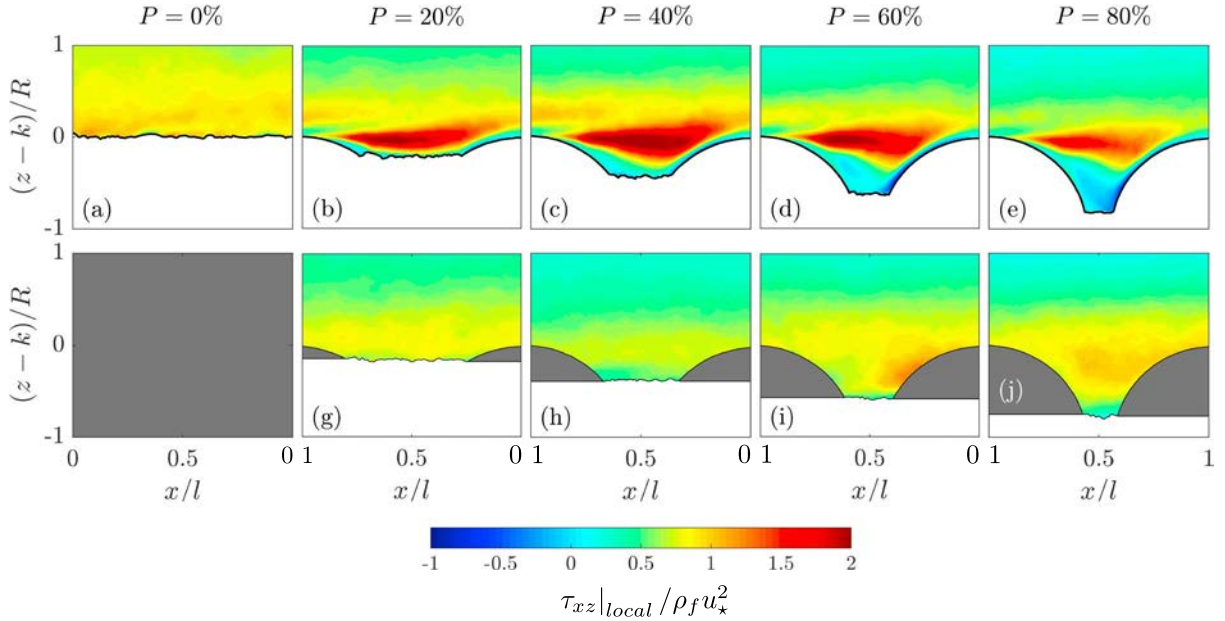 P = 0% P = 20% P = 40% P = 60% P = 80%
1
(z − k)/R
0
-1
(a) (b) (c) (d) (e)
1
(z − k)/R
0
-1
(g) (h) (i) (j)
0 0.5 0 1 0.5 0 1 0.5 0 1 0.5 0 1 0.5 1
x/l x/l x/l x/l x/l
-1 -0.5 0 0.5 1 1.5 2
τxz|local /ρf u⋆²